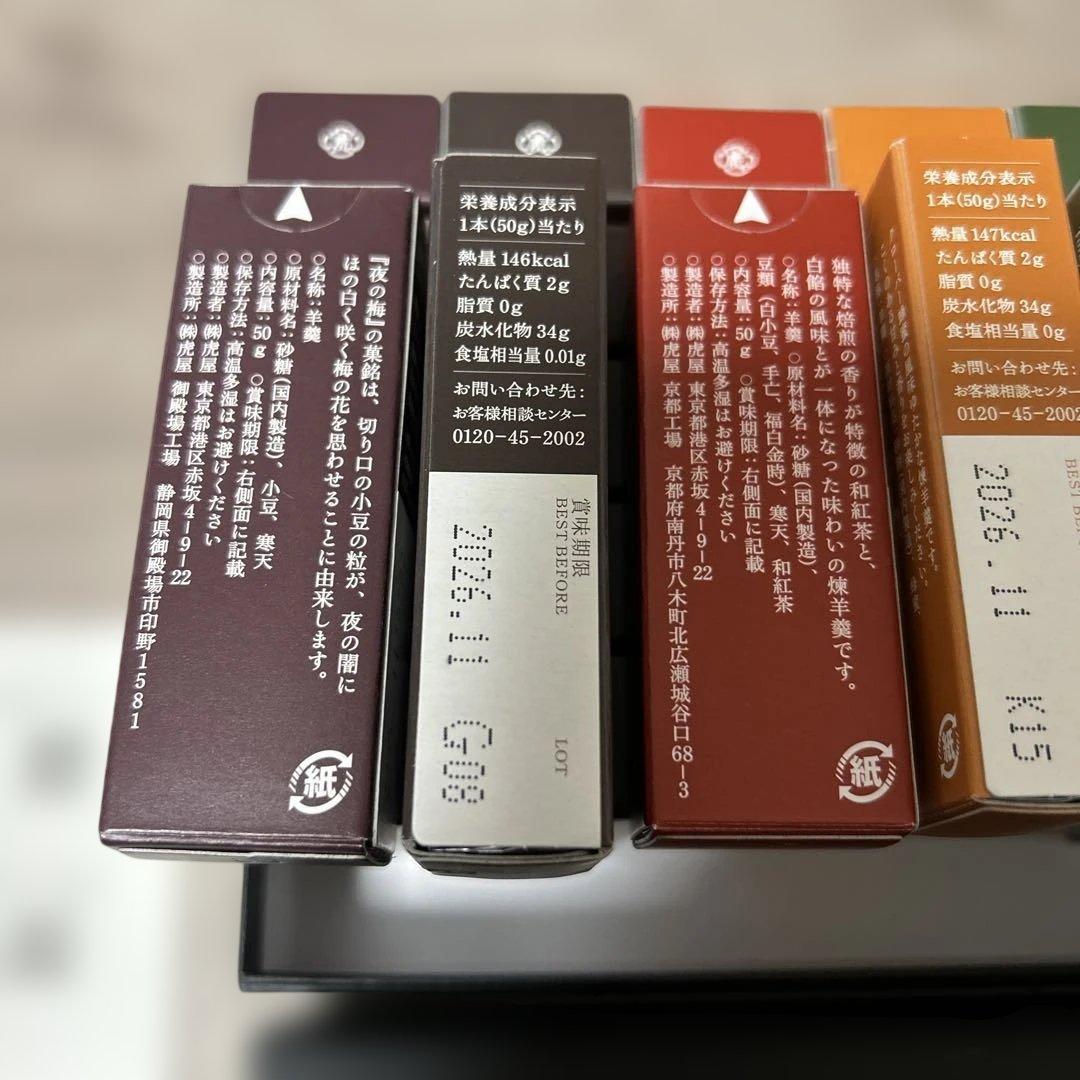 『夜の梅』の菓銘は、切り口の小豆の粒が、夜の闇に
ほの白く咲く梅の花を思わせることに由来します。
○名称:羊羹
○原材料名:砂糖(国内製造)、小豆、寒天
○内容量:50g ○賞味期限:右側面に記載
○保存方法:高温多湿はお避けください
○製造者:㈱虎屋 東京都港区赤坂4-9-22
○製造所:㈱虎屋 御殿場工場 静岡県御殿場市印野1581
紙
栄養成分表示
1本(50g)当たり
熱量 146kcal
たんぱく質 2g
脂質 0g
炭水化物 34g
食塩相当量 0.01g
お問い合わせ先:
お客様相談センター
0120-45-2002
賞味期限
BEST BEFORE
2026.11
LOT
G-08
独特な焙煎の香りが特徴の和紅茶と、
白餡の風味とが一体になった味わいの煉羊羹です。
○名称:羊羹 ○原材料名:砂糖(国内製造)、
豆類(白小豆、手亡、福白金時)、寒天、和紅茶
○内容量:50g ○賞味期限:右側面に記載
○保存方法:高温多湿はお避けください
○製造者:㈱虎屋 東京都港区赤坂4-9-22
○製造所:㈱虎屋 京都工場 京都府南丹市八木町北広瀬城谷口68-3
紙
栄養成分表示
1本(50g)当たり
熱量 147kcal
たんぱく質 2g
脂質 0g
炭水化物 34g
食塩相当量 0g
お問い合わせ先:
お客様相談センター
0120-45-2002
2026.11
K15
紙